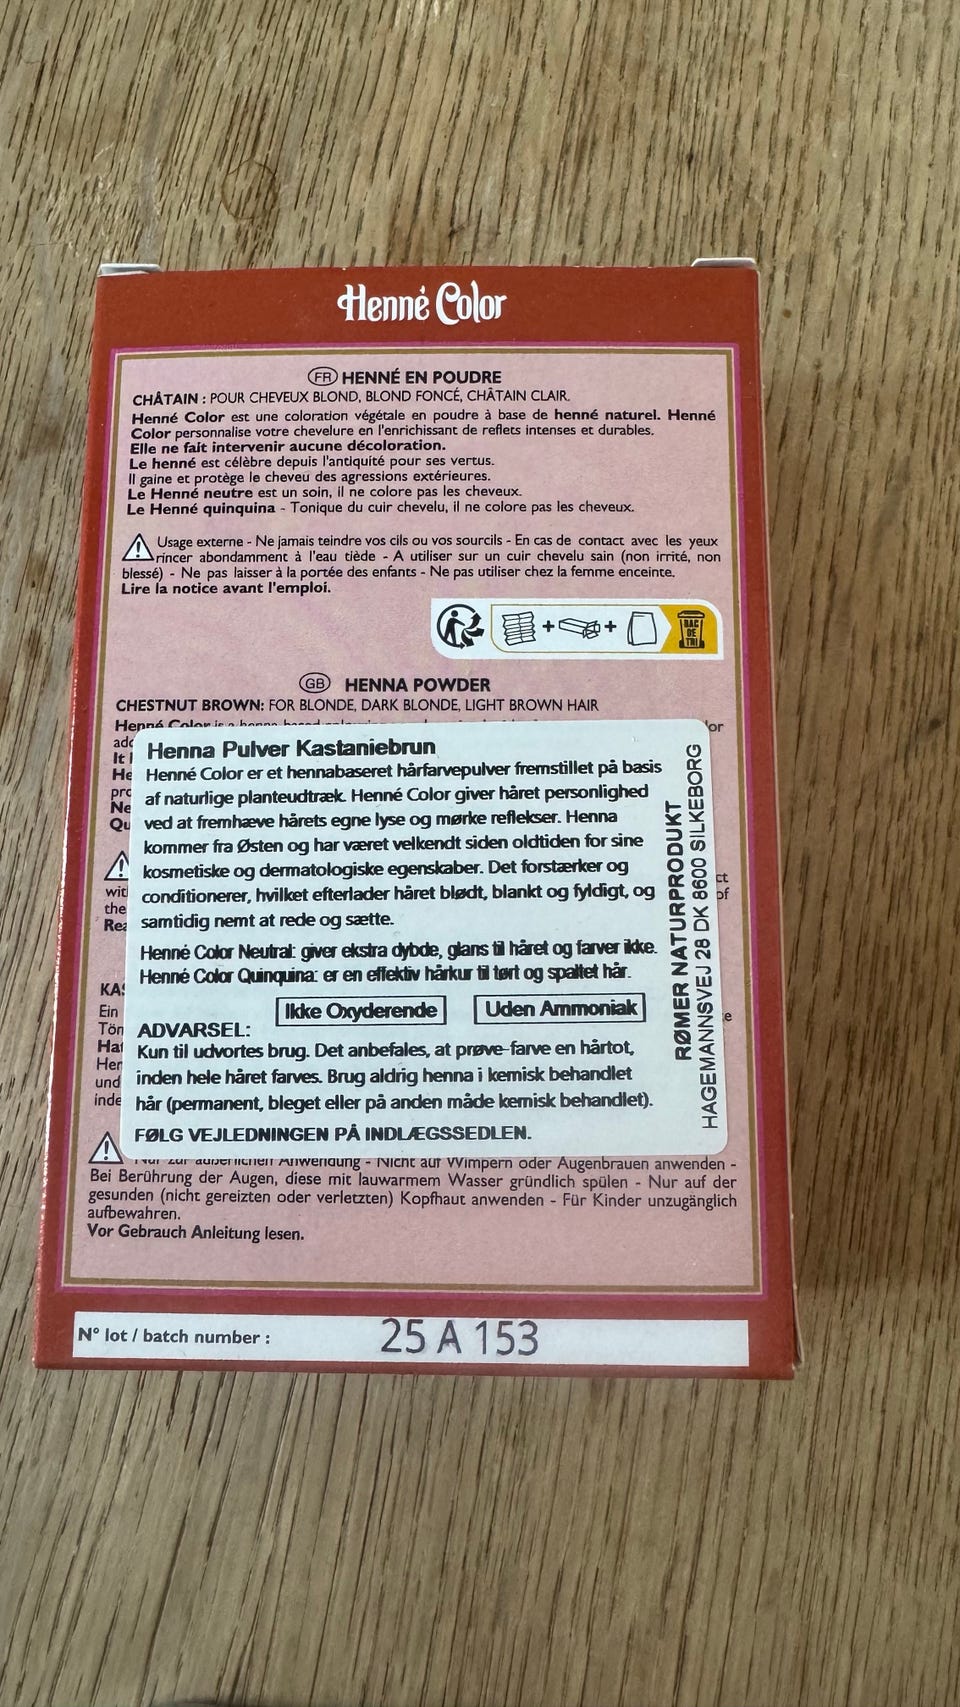 Henné Color
FR HENNÉ EN POUDRE
CHÂTAIN : POUR CHEVEUX BLOND, BLOND FONCÉ, CHÂTAIN CLAIR.
Henné Color est une coloration végétale en poudre à base de henné naturel. Henné
Color personnalise votre chevelure en l'enrichissant de reflets intenses et durables.
Elle ne fait intervenir aucune décoloration.
Le henné est célèbre depuis l'antiquité pour ses vertus.
Il gaine et protège le cheveu des agressions extérieures.
Le Henné neutre est un soin, il ne colore pas les cheveux.
Le Henné quinquina - Tonique du cuir chevelu, il ne colore pas les cheveux.
Usage externe - Ne jamais teindre vos cils ou vos sourcils - En cas de contact avec les yeux
rincer abondamment à l'eau tiède - A utiliser sur un cuir chevelu sain (non irrité, non
blessé) - Ne pas laisser à la portée des enfants - Ne pas utiliser chez la femme enceinte.
Lire la notice avant l'emploi.
BAC
DE
TRI
GB HENNA POWDER
CHESTNUT BROWN: FOR BLONDE, DARK BLONDE, LIGHT BROWN HAIR
Henné Color is a henna based
Henna Pulver Kastaniebrun
Henné Color er et hennabaseret hårfarvepulver fremstillet på basis
af naturlige planteudtræk. Henné Color giver håret personlighed
ved at fremhæve hårets egne lyse og mørke reflekser. Henna
kommer fra Østen og har været velkendt siden oldtiden for sine
kosmetiske og dermatologiske egenskaber. Det forstærker og
conditionerer, hvilket efterlader håret blødt, blankt og fyldigt, og
samtidig nemt at rede og sætte.
Henné Color Neutral: giver ekstra dybde, glans til håret og farver ikke.
Henné Color Quinquina: er en effektiv hårkur til tørt og spaltet hår.
Ikke Oxyderende
Uden Ammoniak
ADVARSEL:
Kun til udvortes brug. Det anbefales, at prøve-farve en hårtot,
inden hele håret farves. Brug aldrig henna i kemisk behandlet
hår (permanent, bleget eller på anden måde kemisk behandlet).
FØLG VEJLEDNINGEN PÅ INDLÆGSSEDLEN.
RØMER NATURPRODUKT
HAGEMANNSVEJ 28 DK 8600 SILKEBORG
Nur zur äußerlichen Anwendung - Nicht auf Wimpern oder Augenbrauen anwenden -
Bei Berührung der Augen, diese mit lauwarmem Wasser gründlich spülen - Nur auf der
gesunden (nicht gereizten oder verletzten) Kopfhaut anwenden - Für Kinder unzugänglich
aufbewahren.
Vor Gebrauch Anleitung lesen.
N° lot / batch number :
25 A 153